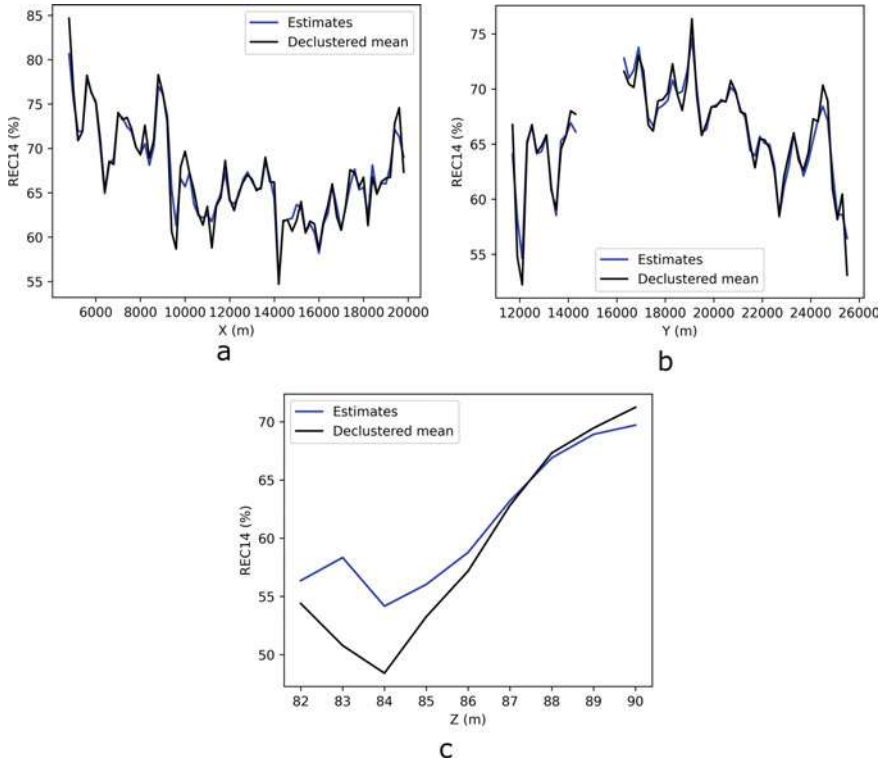 85
80
75
70
65
60
55
REC14 (%)
Estimates
Declustered mean
6000 8000 10000 12000 14000 16000 18000 20000
X (m)
a
75
70
65
60
55
REC14 (%)
Estimates
Declustered mean
12000 14000 16000 18000 20000 22000 24000 26000
Y (m)
b
70
65
60
55
50
REC14 (%)
Estimates
Declustered mean
82 83 84 85 86 87 88 89 90
Z (m)
c